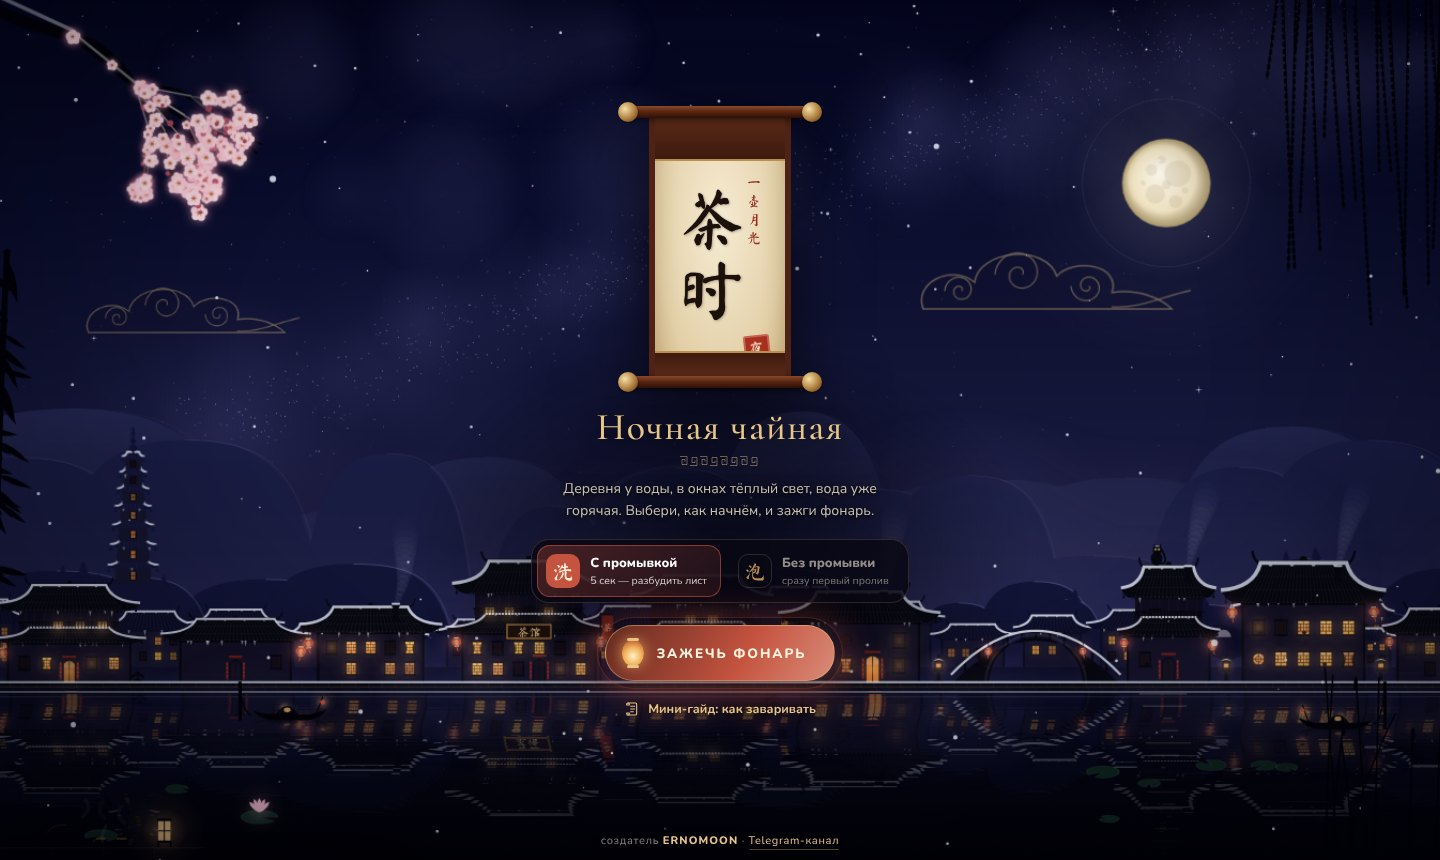 茶时
一壶月光
夜
Ночная чайная
Деревня у воды, в окнах тёплый свет, вода уже
горячая. Выбери, как начнём, и зажги фонарь.
洗 С промывкой
5 сек — разбудить лист
泡 Без промывки
сразу первый пролив
茶馆
ЗАЖЕЧЬ ФОНАРЬ
Мини-гайд: как заваривать
создатель ERNOMOON · Telegram-канал